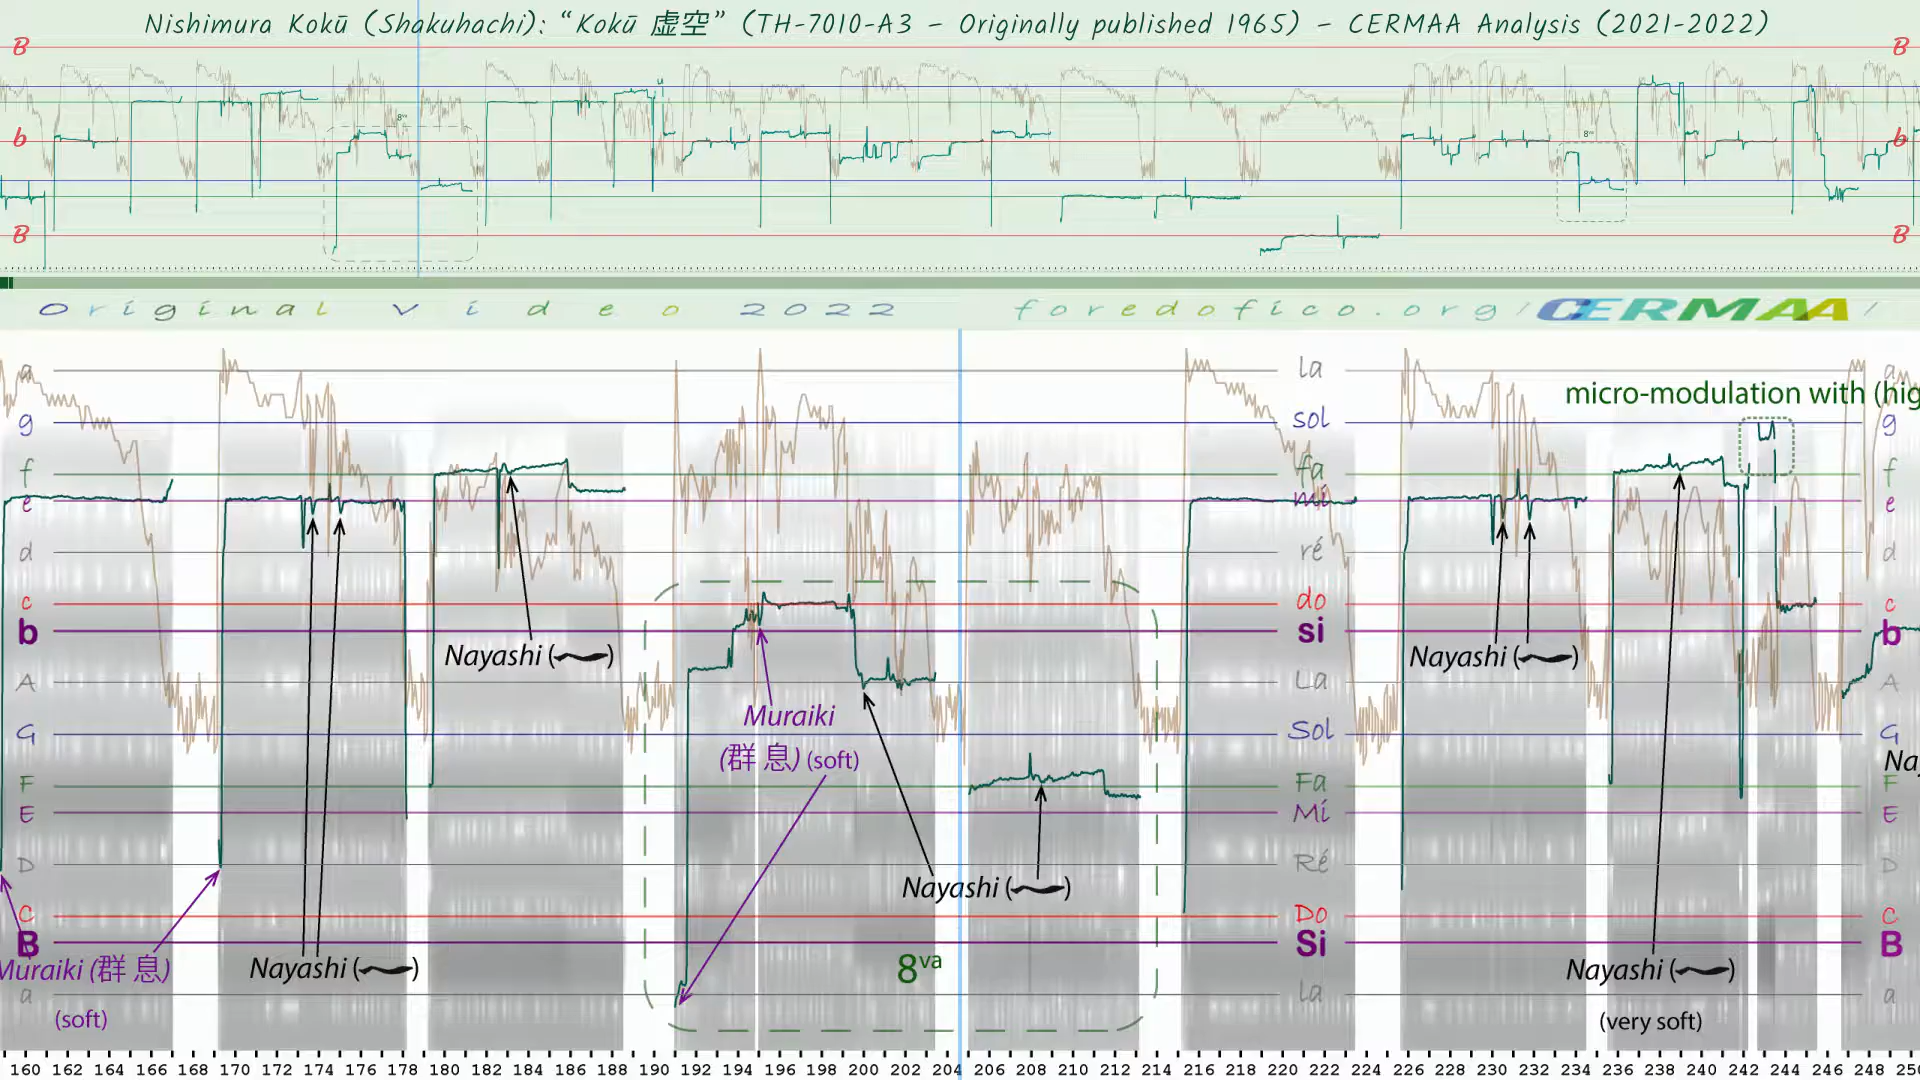 Nishimura Kokū (Shakuhachi): “Kokū 虚空” (TH-7010-A3 – Originally published 1965) – CERMAA Analysis (2021-2022)
B B
8va
b b
8va
B B
Original Video 2022 foredofico.org/CERMAA/
a la a
micro-modulation with (hig
g sol g
f fa f
e mi e
d ré d
c do c
b si b
Nayashi ( ) Nayashi ( )
A La A
Muraiki
G Sol G
(群息) (soft)
Na
F Fa F
E Mi E
D Ré D
Nayashi ( )
C Do C
B Si B
Muraiki (群息) Nayashi ( ) 8va Nayashi ( )
a la a
(soft) (very soft)
160 162 164 166 168 170 172 174 176 178 180 182 184 186 188 190 192 194 196 198 200 202 204 206 208 210 212 214 216 218 220 222 224 226 228 230 232 234 236 238 240 242 244 246 248 250